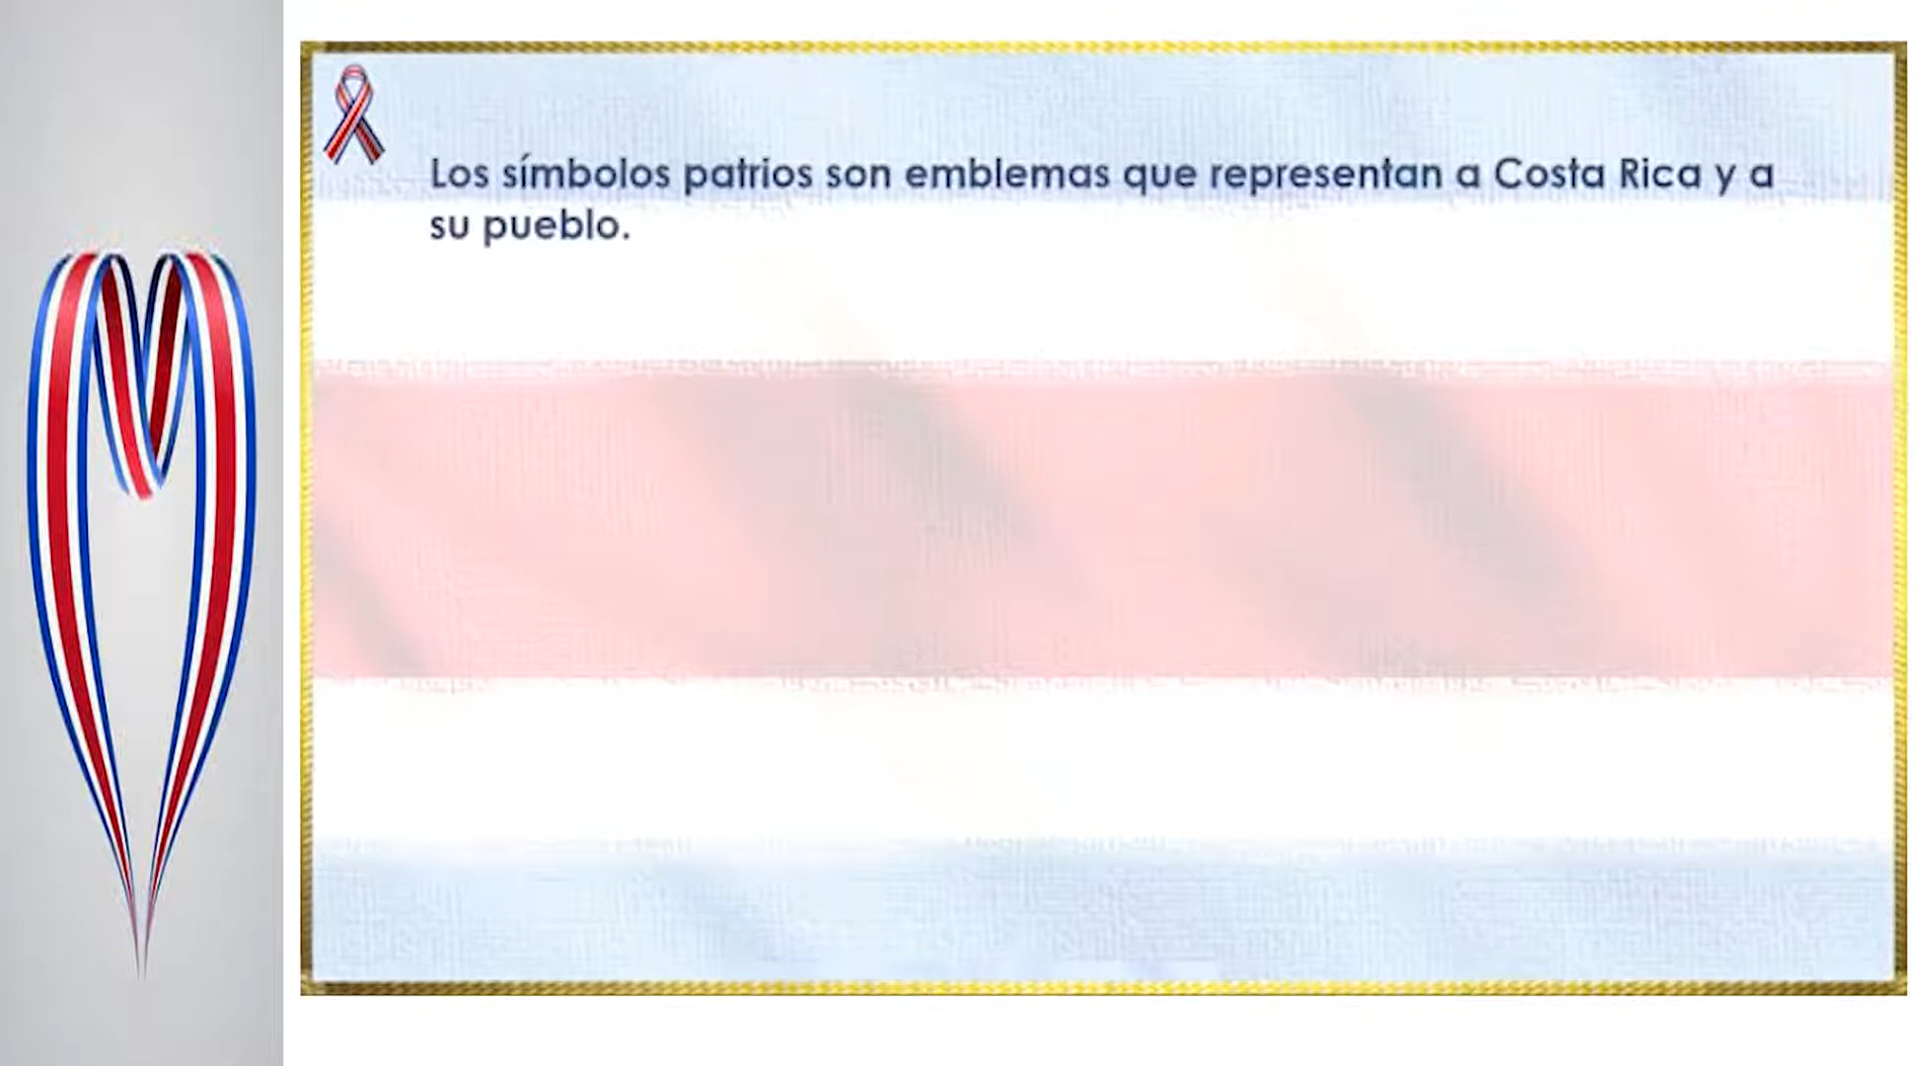 Los símbolos patrios son emblemas que representan a Costa Rica y a
su pueblo.